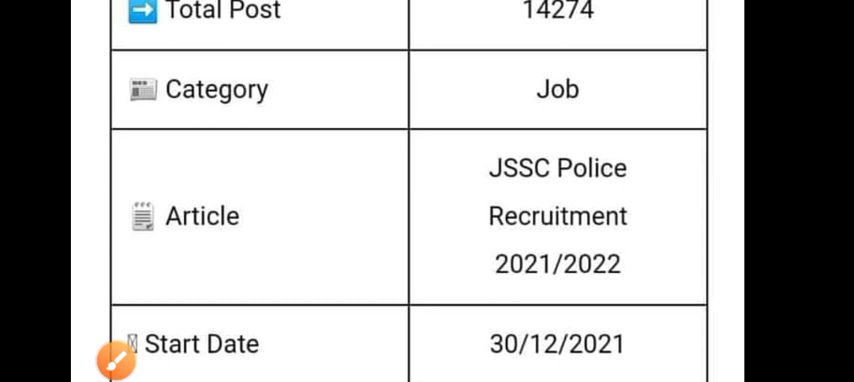 Total Post 14274
Category Job
JSSC Police
Article Recruitment
2021/2022
Start Date 30/12/2021